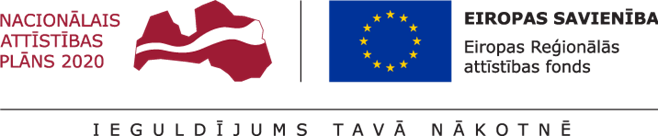 NACIONĀLAIS
ATTĪSTĪBAS
PLĀNS 2020
EIROPAS SAVIENĪBA
Eiropas Reģionālās
attīstības fonds
IEGULDĪJUMS TAVĀ NĀKOTNĒ